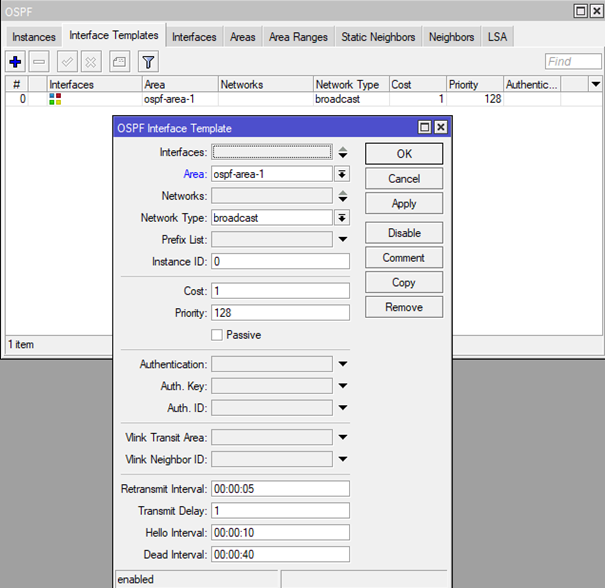 OSPF
Instances Interface Templates Interfaces Areas Area Ranges Static Neighbors Neighbors LSA
Find
# Interfaces Area Networks Network Type Cost Priority Authentic...
0 ospf-area-1 broadcast 1 128
OSPF Interface Template
Interfaces: OK
Area: ospf-area-1 Cancel
Networks: Apply
Network Type: broadcast
Prefix List: Disable
Instance ID: 0 Comment
Copy
Cost: 1
Priority: 128 Remove
Passive
1 item
Authentication:
Auth. Key:
Auth. ID:
Vlink Transit Area:
Vlink Neighbor ID:
Retransmit Interval: 00:00:05
Transmit Delay: 1
Hello Interval: 00:00:10
Dead Interval: 00:00:40
enabled